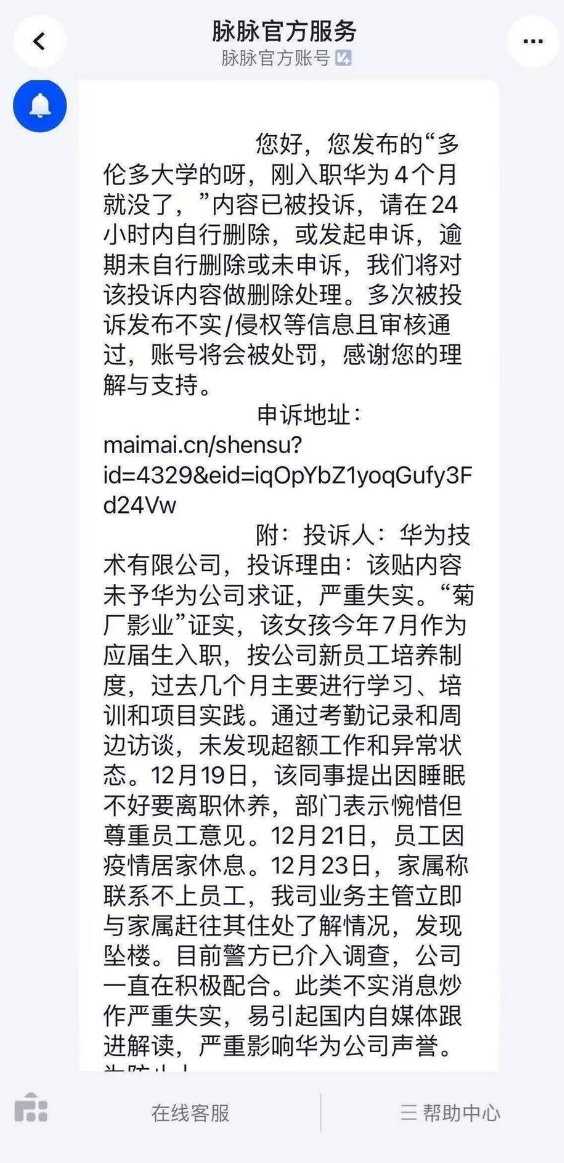 脉脉官方服务
脉脉官方账号
您好，您发布的“多
伦多大学的呀，刚入职华为4个月
就没了，”内容已被投诉，请在24
小时内自行删除，或发起申诉，逾
期未自行删除或未申诉，我们将对
该投诉内容做删除处理。多次被投
诉发布不实/侵权等信息且审核通
过，账号将会被处罚，感谢您的理
解与支持。
申诉地址：
maimai.cn/shensu?
id=4329&eid=iqOpYbZ1yoqGufy3F
d24Vw
附：投诉人：华为技
术有限公司，投诉理由：该贴内容
未予华为公司求证，严重失实。“菊
厂影业”证实，该女孩今年7月作为
应届生入职，按公司新员工培养制
度，过去几个月主要进行学习、培
训和项目实践。通过考勤记录和周
边访谈，未发现超额工作和异常状
态。12月19日，该同事提出因睡眠
不好要离职休养，部门表示惋惜但
尊重员工意见。12月21日，员工因
疫情居家休息。12月23日，家属称
联系不上员工，我司业务主管立即
与家属赶往其住处了解情况，发现
坠楼。目前警方已介入调查，公司
一直在积极配合。此类不实消息炒
作严重失实，易引起国内自媒体跟
进解读，严重影响华为公司声誉。
在线客服
帮助中心